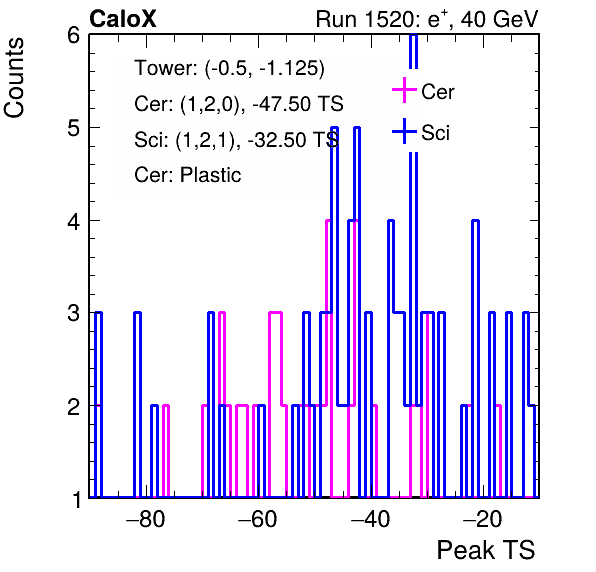 CaloX Run 1520: e+, 40 GeV
Counts
6
5
4
3
2
1
Tower: (-0.5, -1.125)
Cer: (1,2,0), -47.50 TS
Sci: (1,2,1), -32.50 TS
Cer: Plastic
Cer
Sci
−80 −60 −40 −20
Peak TS